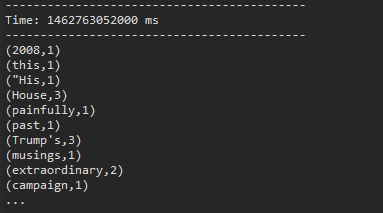 -------------------------------------------
Time: 1462763052000 ms
-------------------------------------------
(2008,1)
(this,1)
("His,1)
(House,3)
(painfully,1)
(past,1)
(Trump's,3)
(musings,1)
(extraordinary,2)
(campaign,1)
...